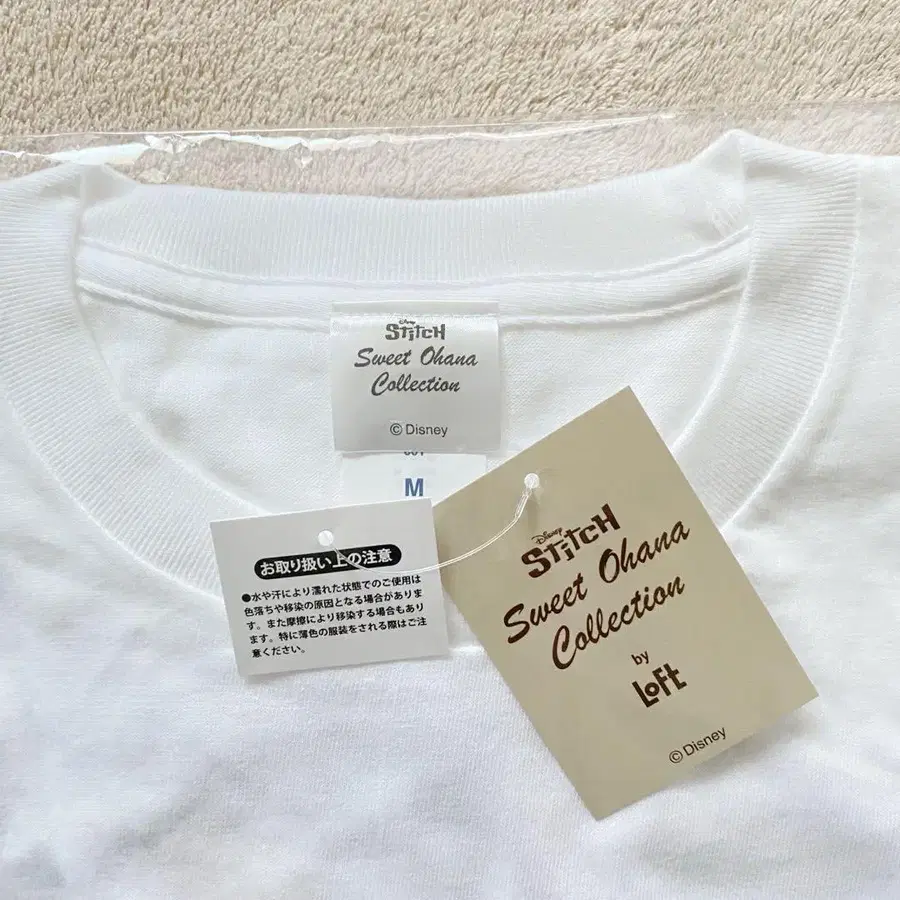 Disney
STitCH
Sweet Ohana
Collection
©Disney
M
お取り扱い上の注意
●水や汗により濡れた状態でのご使用は
色落ちや移染の原因となる場合がありま
す。また摩擦により移染する場合もあり
ます。特に薄色の服装をされる際はご注
意ください。
Disney
STitCH
Sweet Ohana
Collection
by
LoFt
©Disney